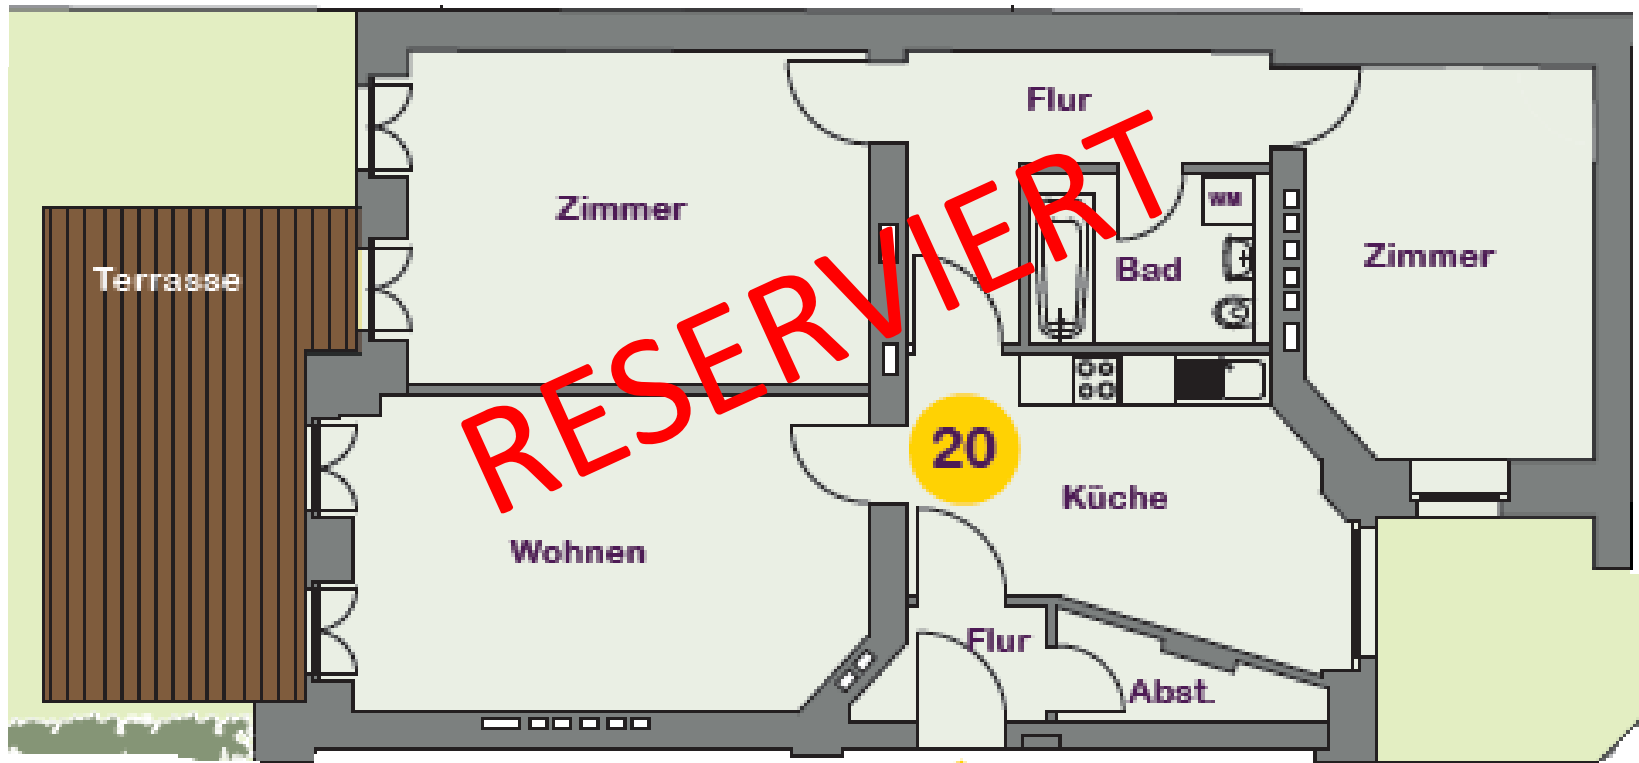 Flur
Zimmer
WM
Terrasse
Bad
Zimmer
RESERVIERT
20
Küche
Wohnen
Flur
Abst.